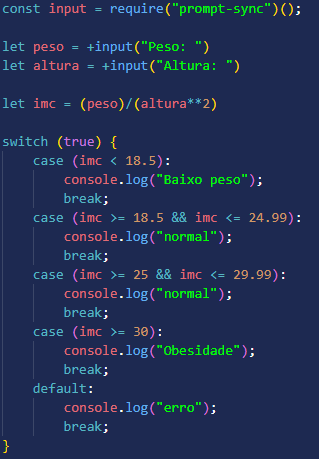 const input = require("prompt-sync")();
let peso = +input("Peso: ")
let altura = +input("Altura: ")
let imc = (peso)/(altura**2)
switch (true) {
    case (imc < 18.5):
        console.log("Baixo peso");
        break;
    case (imc >= 18.5 && imc <= 24.99):
        console.log("normal");
        break;
    case (imc >= 25 && imc <= 29.99):
        console.log("normal");
        break;
    case (imc >= 30):
        console.log("Obesidade");
        break;
    default:
        console.log("erro");
        break;
}